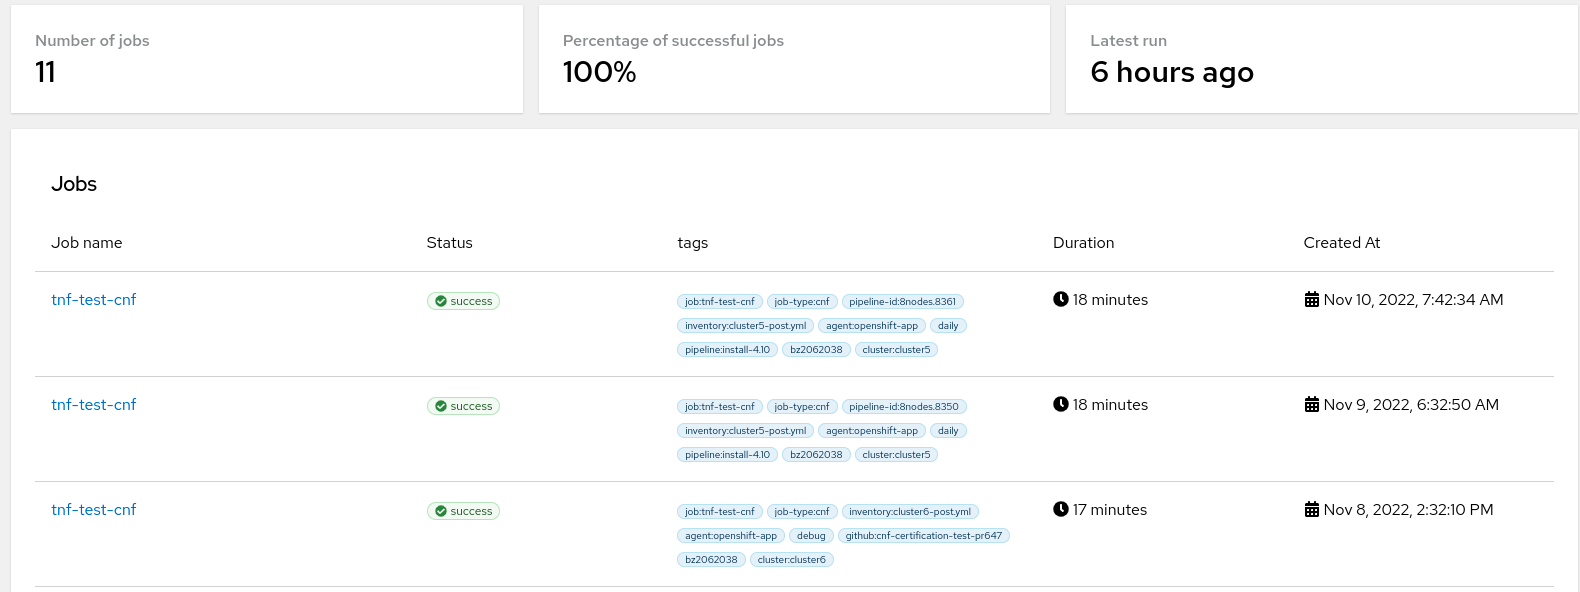 Number of jobs
11
Percentage of successful jobs
100%
Latest run
6 hours ago
Jobs
Job name Status tags Duration Created At
tnf-test-cnf success job:tnf-test-cnf job-type:cnf pipeline-id:8nodes.8361 18 minutes Nov 10, 2022, 7:42:34 AM
inventory:cluster5-post.yml agent:openshift-app daily
pipeline:install-4.10 bz2062038 cluster:cluster5
tnf-test-cnf success job:tnf-test-cnf job-type:cnf pipeline-id:8nodes.8350 18 minutes Nov 9, 2022, 6:32:50 AM
inventory:cluster5-post.yml agent:openshift-app daily
pipeline:install-4.10 bz2062038 cluster:cluster5
tnf-test-cnf success job:tnf-test-cnf job-type:cnf inventory:cluster6-post.yml 17 minutes Nov 8, 2022, 2:32:10 PM
agent:openshift-app debug github:cnf-certification-test-pr647
bz2062038 cluster:cluster6